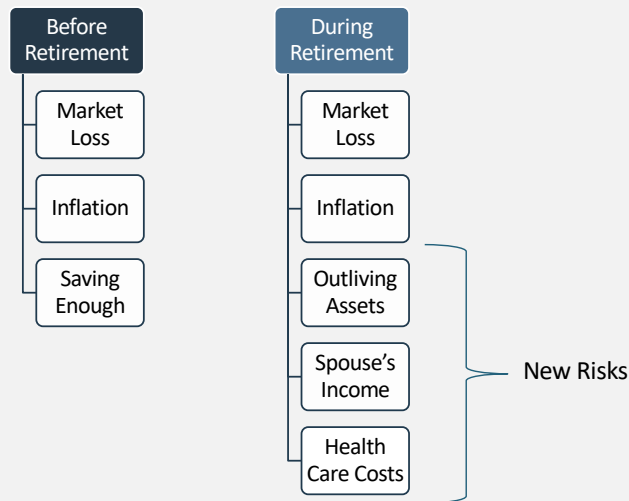 Before
Retirement
Market
Loss
Inflation
Saving
Enough
During
Retirement
Market
Loss
Inflation
Outliving
Assets
Spouse’s
Income
Health
Care Costs
New Risks